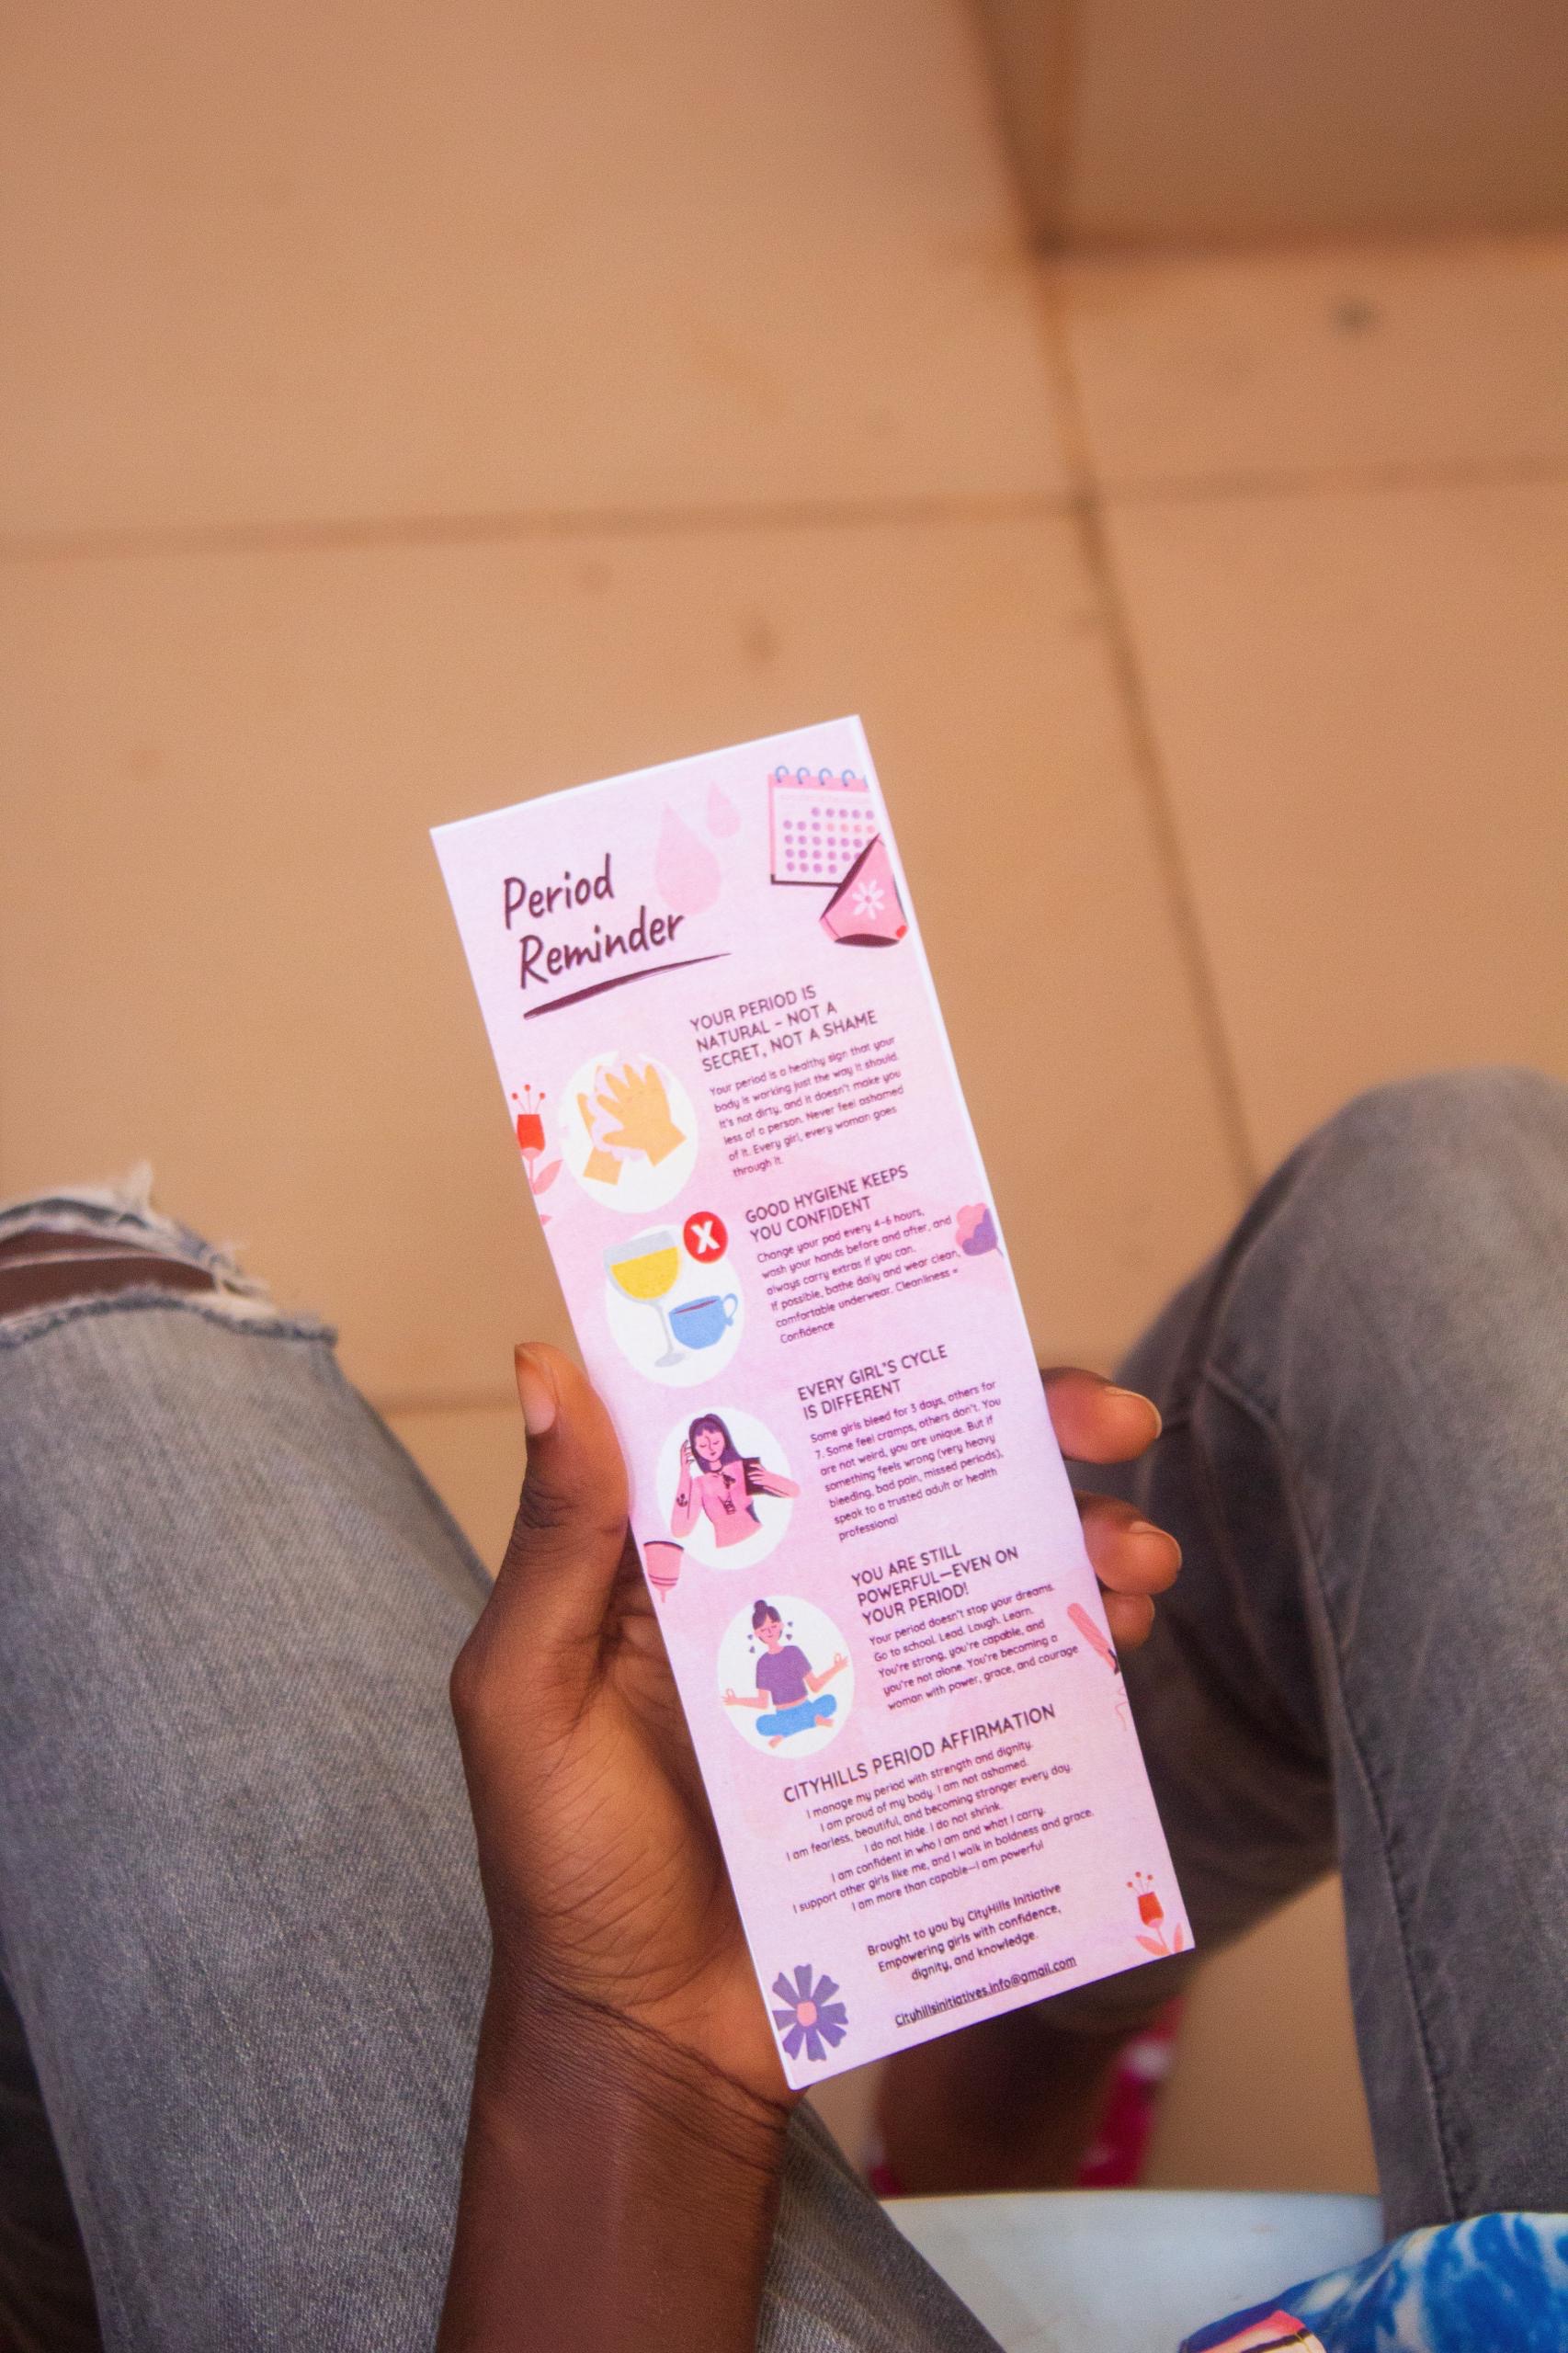 Period
Reminder
YOUR PERIOD IS
NATURAL – NOT A
SECRET, NOT A SHAME
Your period is a healthy sign that your
body is working just the way it should.
It's not dirty, and it doesn't make you
less of a person. Never feel ashamed
of it. Every girl, every woman goes
through it.
X
GOOD HYGIENE KEEPS
YOU CONFIDENT
Change your pad every 4-6 hours,
wash your hands before and after, and
always carry extras if you can.
If possible, bathe daily and wear clean,
comfortable underwear. Cleanliness =
Confidence
EVERY GIRL'S CYCLE
IS DIFFERENT
Some girls bleed for 3 days, others for
7. Some feel cramps, others don't. You
are not weird, you are unique. But if
something feels wrong (very heavy
bleeding, bad pain, missed periods),
speak to a trusted adult or health
professional
YOU ARE STILL
POWERFUL—EVEN ON
YOUR PERIOD!
Your period doesn't stop your dreams.
Go to school. Lead. Laugh. Learn.
You're strong, you're capable, and
you're not alone. You're becoming a
woman with power, grace, and courage
CITYHILLS PERIOD AFFIRMATION
I manage my period with strength and dignity.
I am proud of my body. I am not ashamed.
I am fearless, beautiful, and becoming stronger every day.
I do not hide. I do not shrink.
I am confident in who I am and what I carry.
I support other girls like me, and I walk in boldness and grace.
I am more than capable—I am powerful
Brought to you by CityHills Initiative
Empowering girls with confidence,
dignity, and knowledge.
Cityhillsinitiatives.info@gmail.com